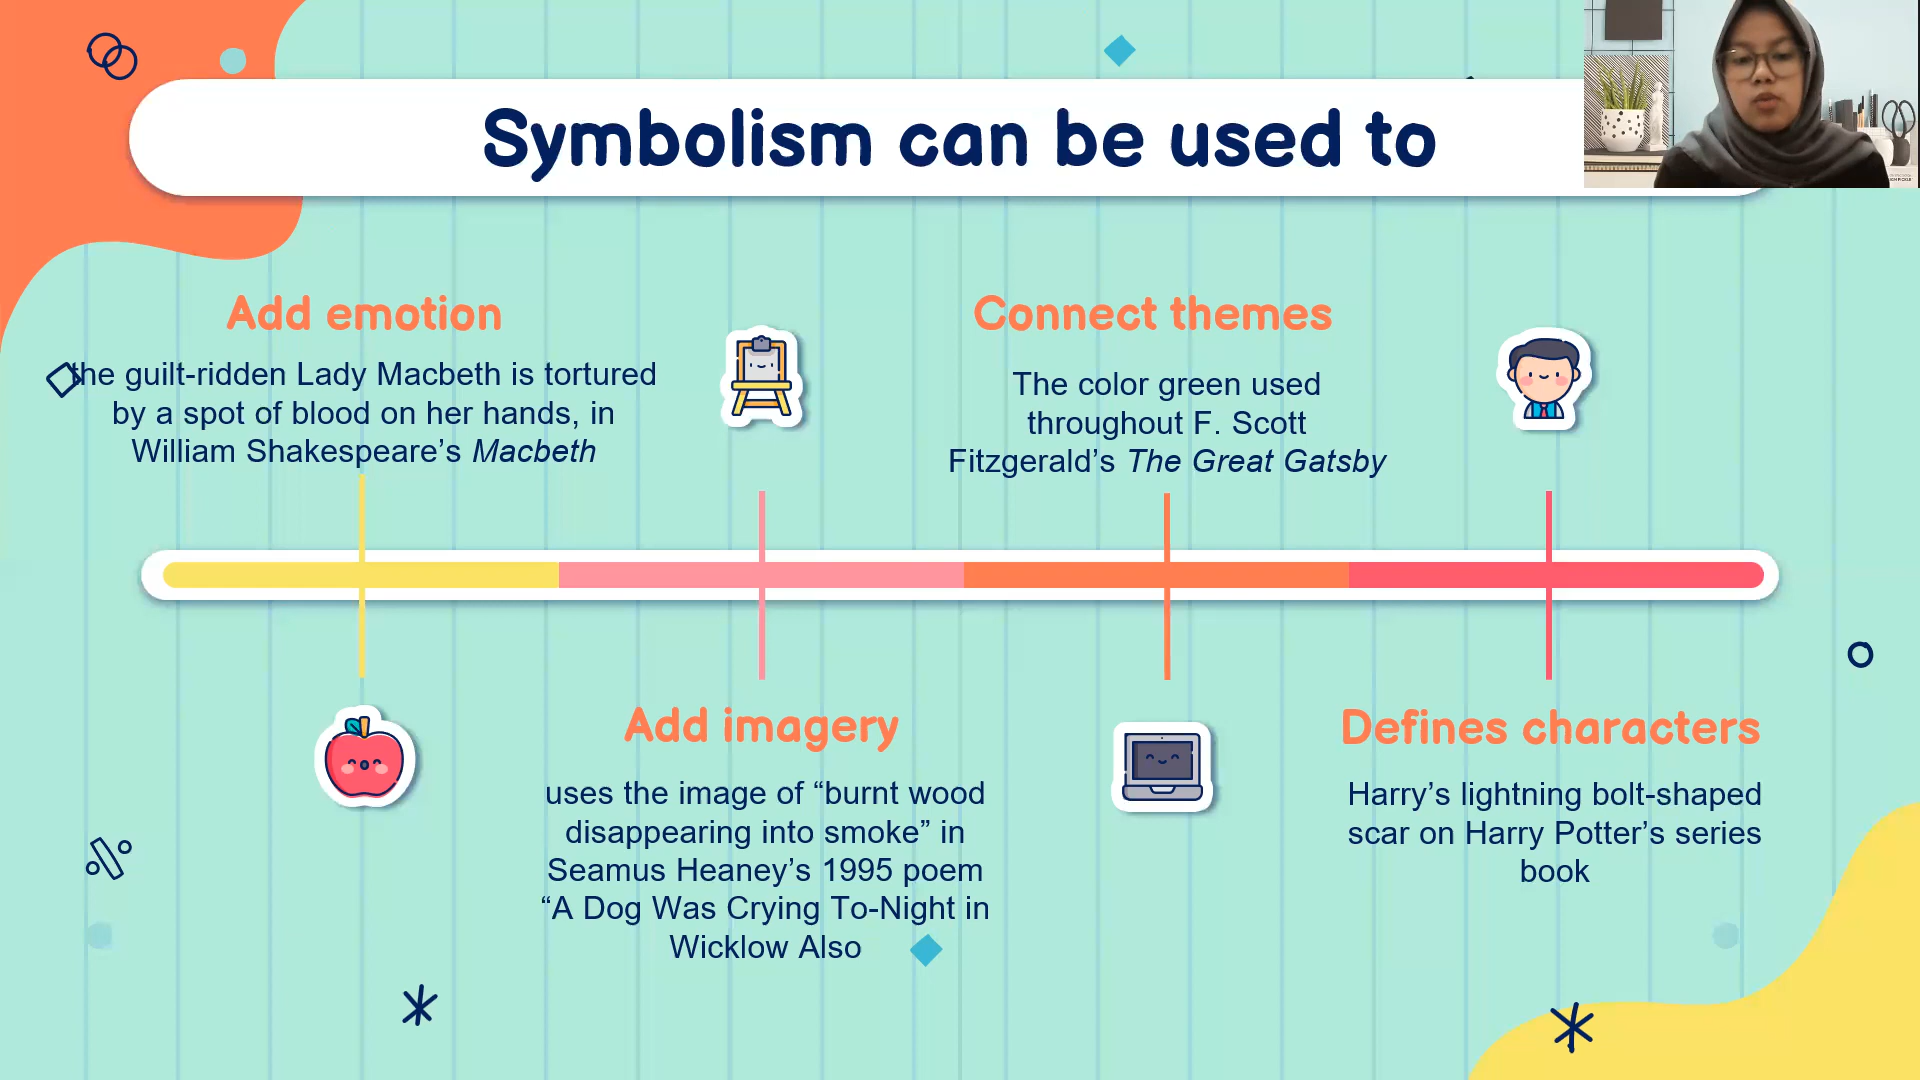 Symbolism can be used to
Add emotion
the guilt-ridden Lady Macbeth is tortured
by a spot of blood on her hands, in
William Shakespeare’s Macbeth
Connect themes
The color green used
throughout F. Scott
Fitzgerald’s The Great Gatsby
Add imagery
uses the image of “burnt wood
disappearing into smoke” in
Seamus Heaney’s 1995 poem
“A Dog Was Crying To-Night in
Wicklow Also
Defines characters
Harry’s lightning bolt-shaped
scar on Harry Potter’s series
book